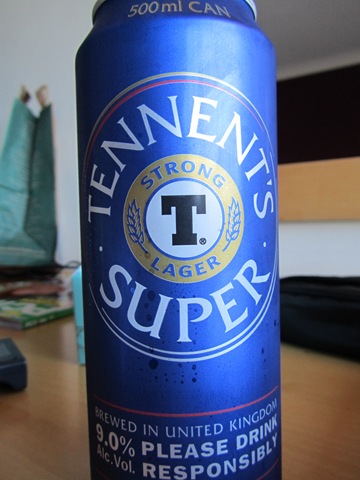 500ml CAN
TENNENT'S
STRONG
T®
LAGER
SUPER
BREWED IN UNITED KINGDOM
9.0% PLEASE DRINK
Alc.Vol. RESPONSIBLY